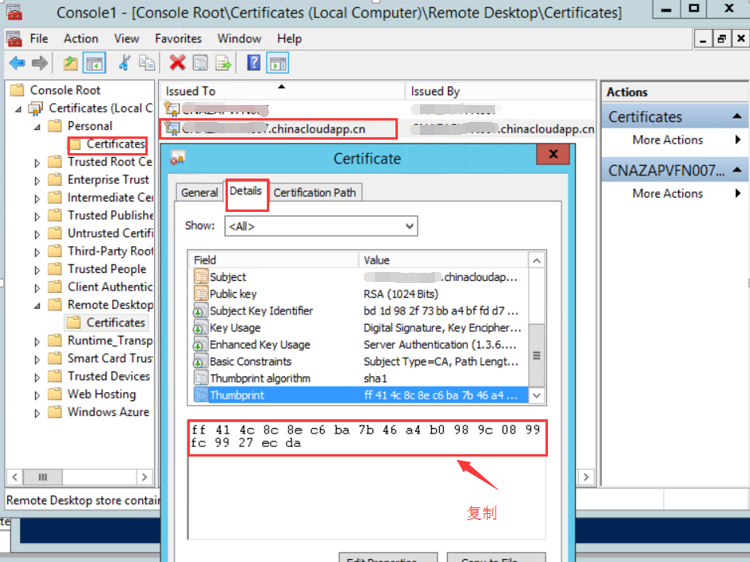 Console1 - [Console Root\Certificates (Local Computer)\Remote Desktop\Certificates]
File Action View Favorites Window Help
Console Root
Certificates (Local C
Personal
Certificates
Trusted Root Ce
Enterprise Trust
Intermediate Ce
Trusted Publishe
Untrusted Certifi
Third-Party Root
Trusted People
Client Authentic
Remote Desktop
Certificates
Runtime_Transp
Smart Card Trus
Trusted Devices
Web Hosting
Windows Azure
Remote Desktop store contain
Issued To Issued By
.chinacloudapp.cn .chinacloudapp.cn
Actions
Certificates
More Actions
CNAZAPVFN007...
More Actions
Certificate
General Details Certification Path
Show: <All>
Field Value
Subject .chinacloudap...
Public key RSA (1024 Bits)
Subject Key Identifier bd 1d 98 2f 73 bb a4 bf fd d7 ...
Key Usage Digital Signature, Key Encipher...
Enhanced Key Usage Server Authentication (1.3.6....
Basic Constraints Subject Type=CA, Path Lengt...
Thumbprint algorithm sha1
Thumbprint ff 41 4c 8c 8e c6 ba 7b 46 a4 ...
ff 41 4c 8c 8e c6 ba 7b 46 a4 b0 98 9c 08 99
fc 99 27 ec da
复制
Edit Properties... Copy to File...